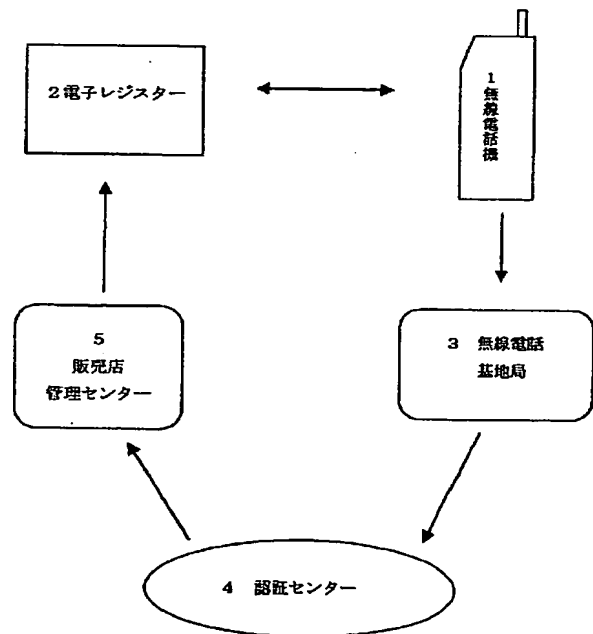 2電子レジスター
1
無線電話機
5
販売店
管理センター
3 無線電話
基地局
4 認証センター